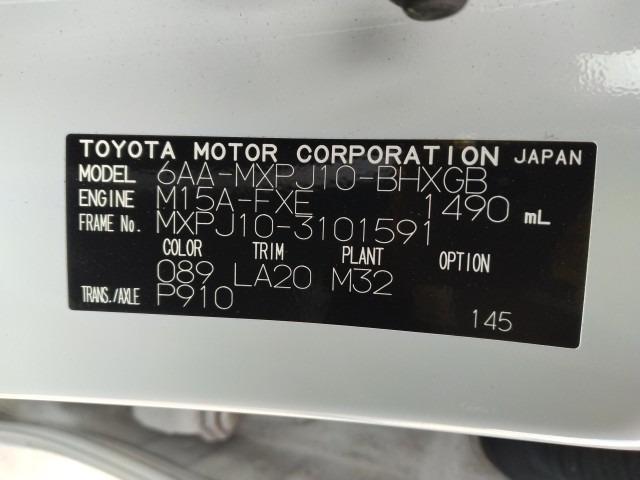 TOYOTA MOTOR CORPORATION JAPAN
MODEL 6AA-MXPJ10-BHXGB
ENGINE M15A-FXE 1490 mL
FRAME No. MXPJ10-3101591
COLOR TRIM PLANT OPTION
089 LA20 M32
TRANS./AXLE P910
145